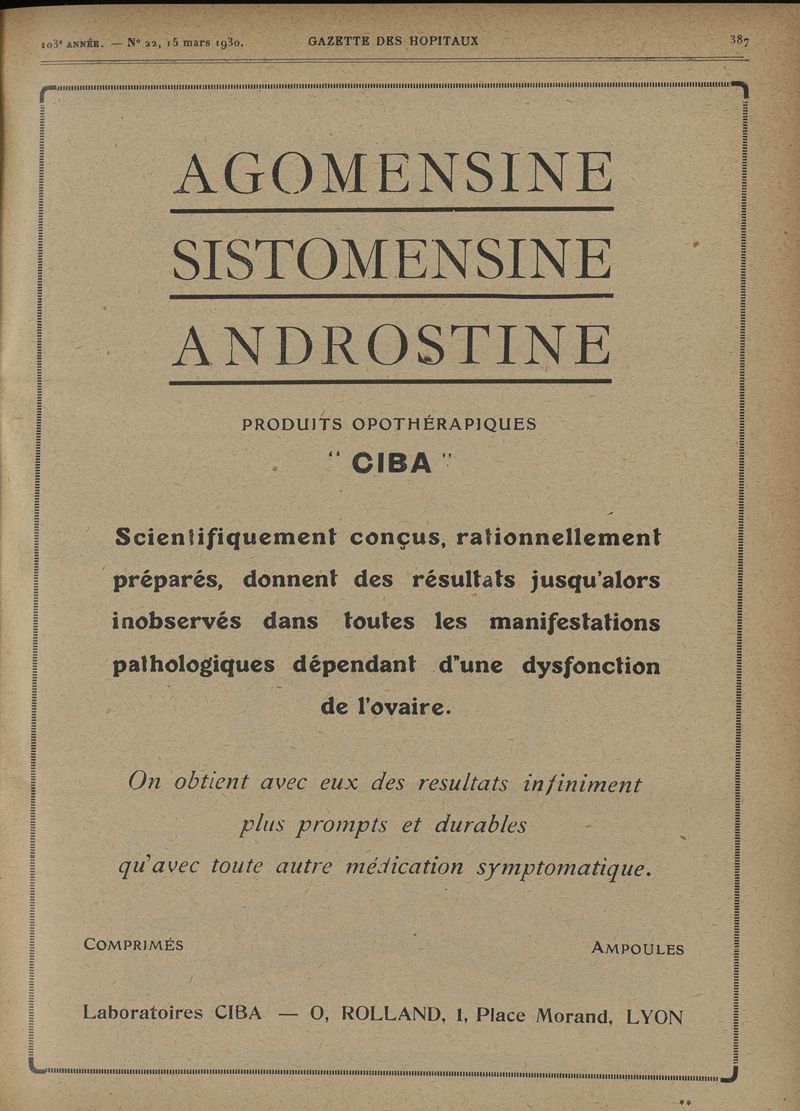 103e ANNÉE. — No 22, 15 mars 1930.
GAZETTE DES HOPITAUX
387
AGOMENSINE
SISTOMENSINE
ANDROSTINE
PRODUITS OPOTHÉRAPIQUES
“ CIBA ”
Scientifiquement conçus, rationnellement
préparés, donnent des résultats jusqu'alors
inobservés dans toutes les manifestations
pathologiques dépendant d"une dysfonction
de l'ovaire.
On obtient avec eux des resultats infiniment
plus prompts et durables
qu'avec toute autre médication symptomatique.
COMPRIMÉS
AMPOULES
Laboratoires CIBA — O, ROLLAND, 1, Place Morand, LYON
**